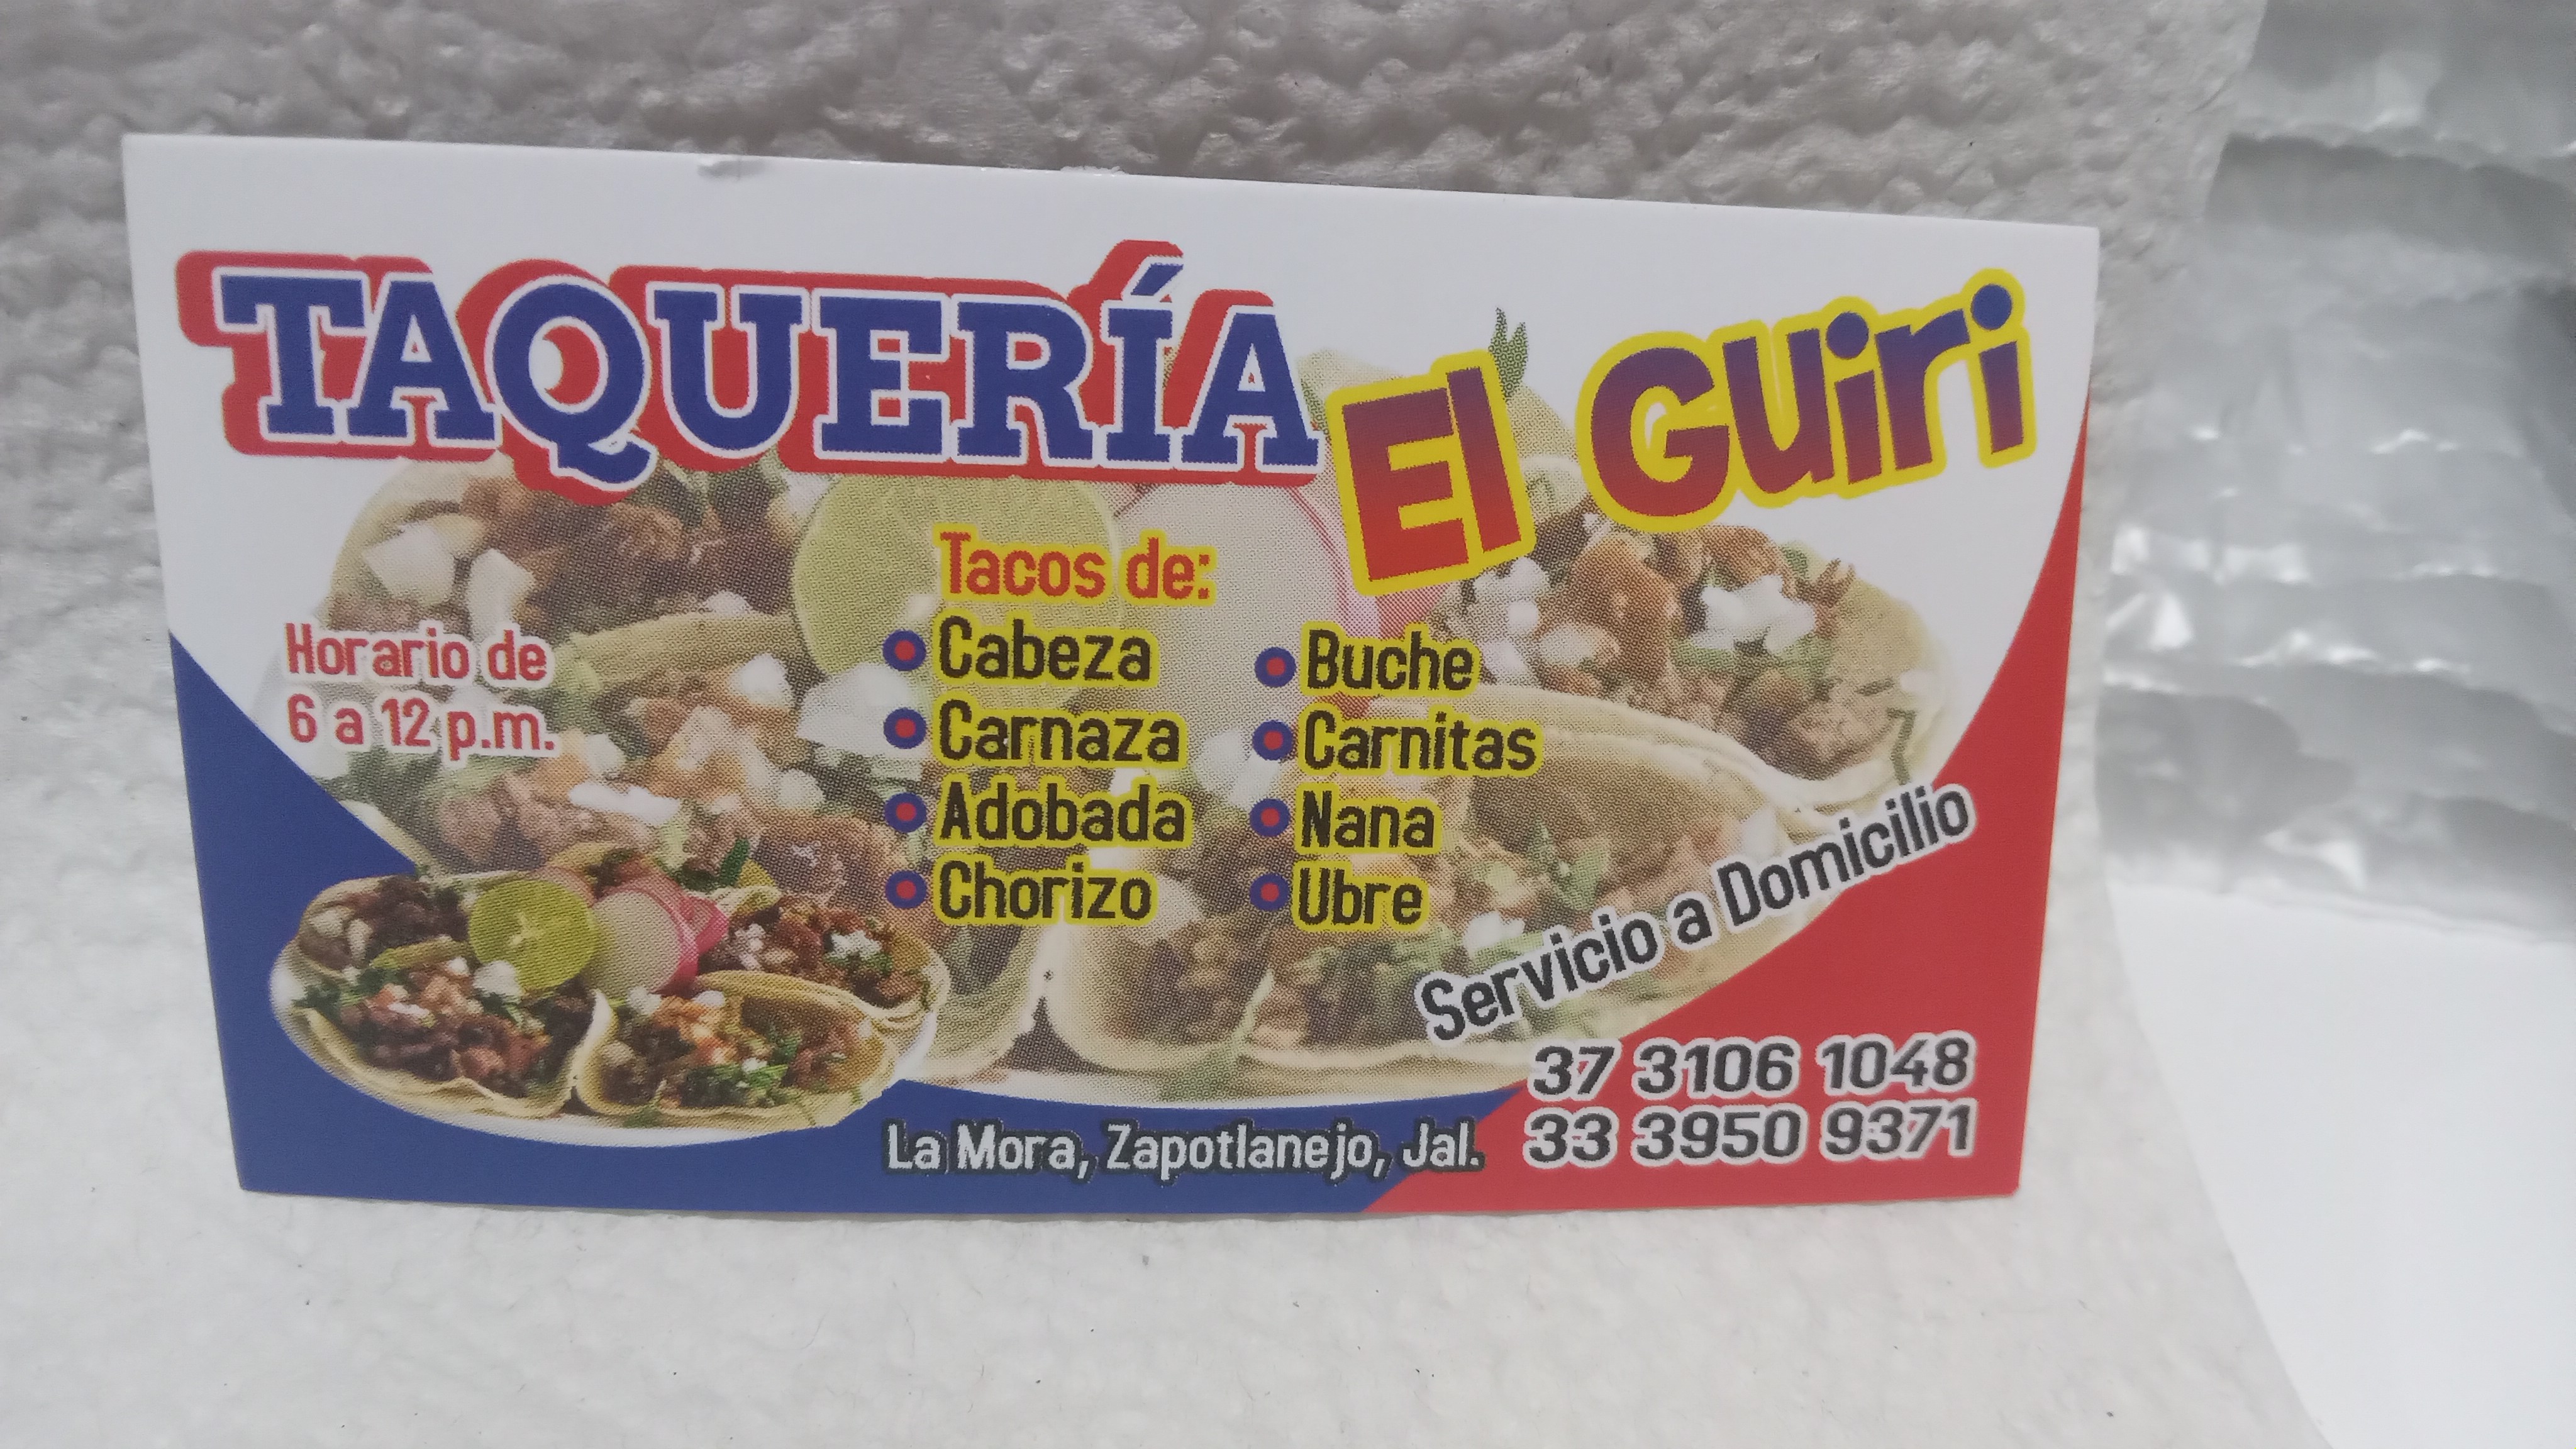 TAQUERÍA
El GUiri
Tacos de:
Horario de
6 a 12 p.m.
Cabeza
Carnaza
Adobada
Chorizo
Buche
Carnitas
Nana
Ubre
Servicio a Domicilio
37 3106 1048
33 3950 9371
La Mora, Zapotlanejo, Jal.